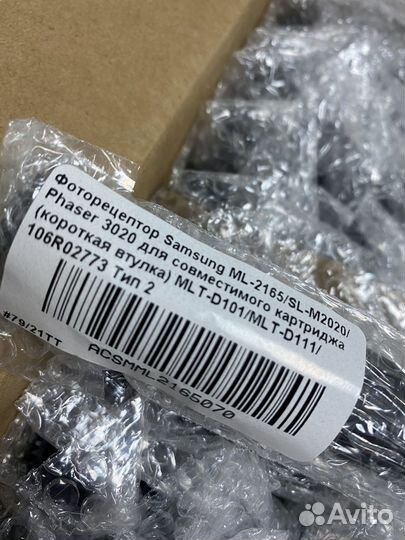 Фоторецептор Samsung ML-2165/SL-M2020/
Phaser 3020 для совместимого картриджа
(короткая втулка) MLT-D101/MLT-D111/
106R02773 Тип 2
#79/21TT
ACSMML2165070
Avito